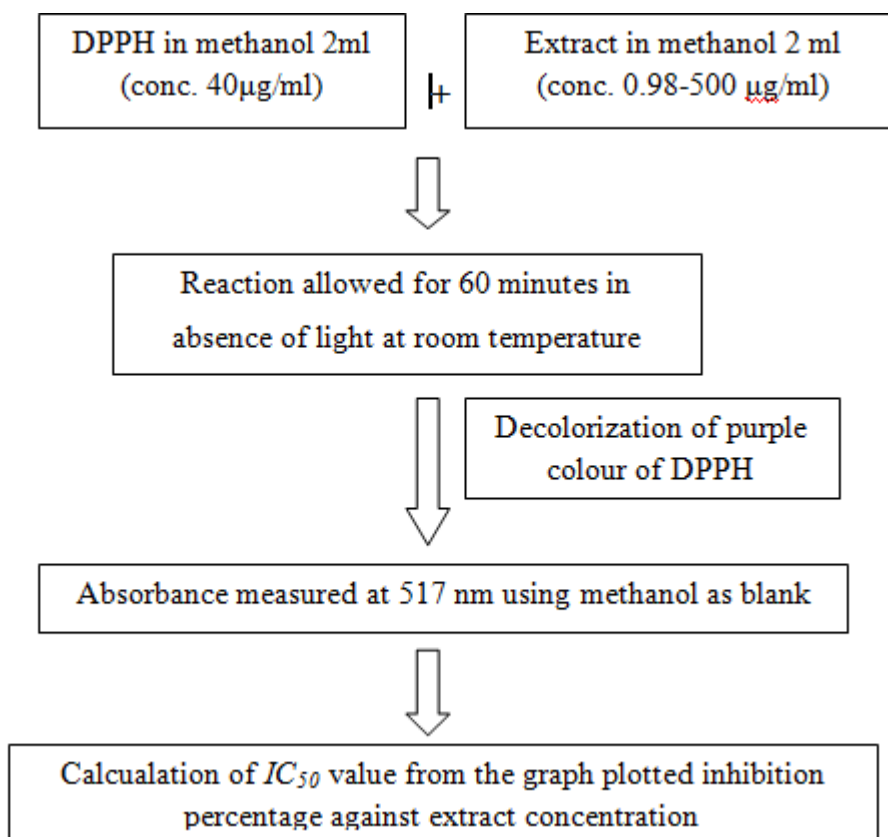 DPPH in methanol 2ml
(conc. 40µg/ml)
+
Extract in methanol 2 ml
(conc. 0.98-500 µg/ml)
Reaction allowed for 60 minutes in
absence of light at room temperature
Decolorization of purple
colour of DPPH
Absorbance measured at 517 nm using methanol as blank
Calcualation of IC50 value from the graph plotted inhibition
percentage against extract concentration